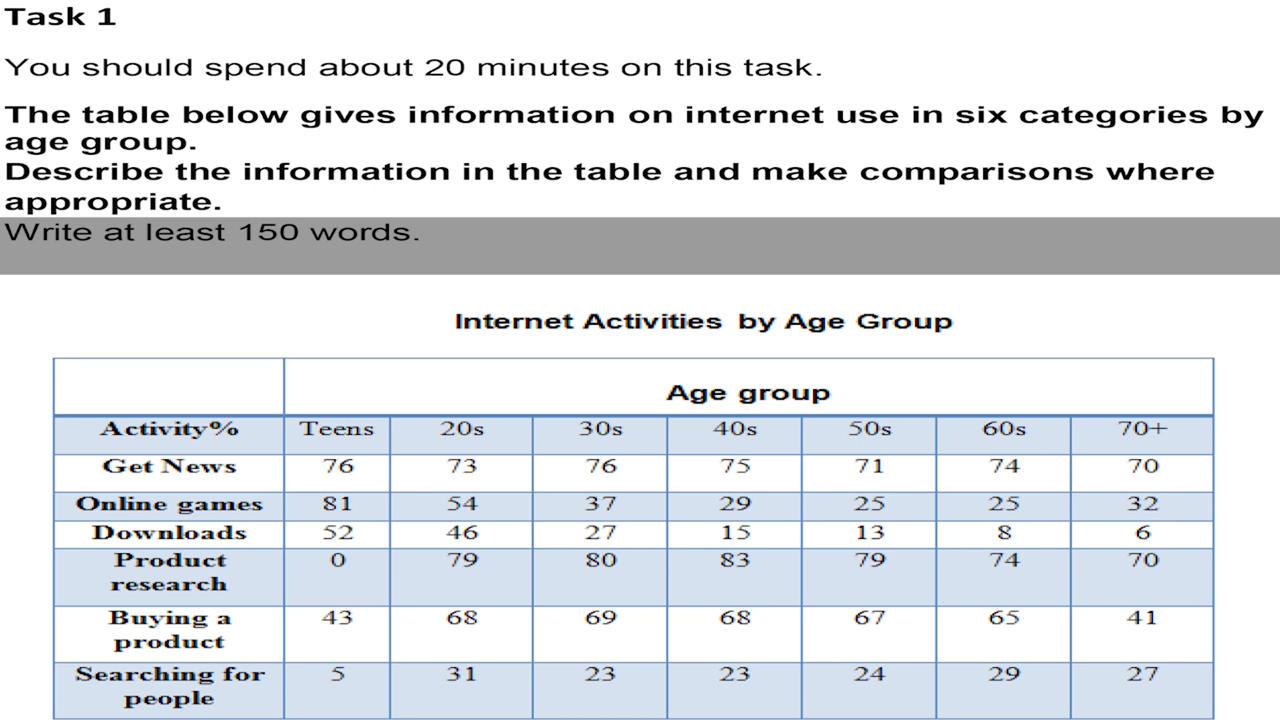 Task 1
You should spend about 20 minutes on this task.
The table below gives information on internet use in six categories by
age group.
Describe the information in the table and make comparisons where
appropriate.
Write at least 150 words.
Internet Activities by Age Group
Age group
Activity% Teens 20s 30s 40s 50s 60s 70+
Get News 76 73 76 75 71 74 70
Online games 81 54 37 29 25 25 32
Downloads 52 46 27 15 13 8 6
Product 0 79 80 83 79 74 70
research
Buying a 43 68 69 68 67 65 41
product
Searching for 5 31 23 23 24 29 27
people